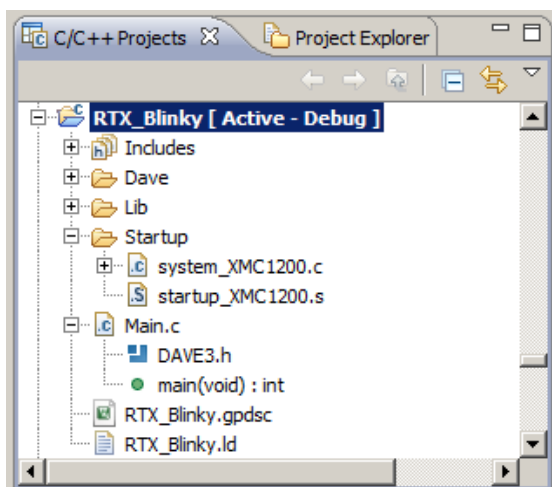 C/C++ Projects Project Explorer
RTX_Blinky [ Active - Debug ]
Includes
Dave
Lib
Startup
system_XMC1200.c
startup_XMC1200.s
Main.c
DAVE3.h
main(void) : int
RTX_Blinky.gpdsc
RTX_Blinky.ld